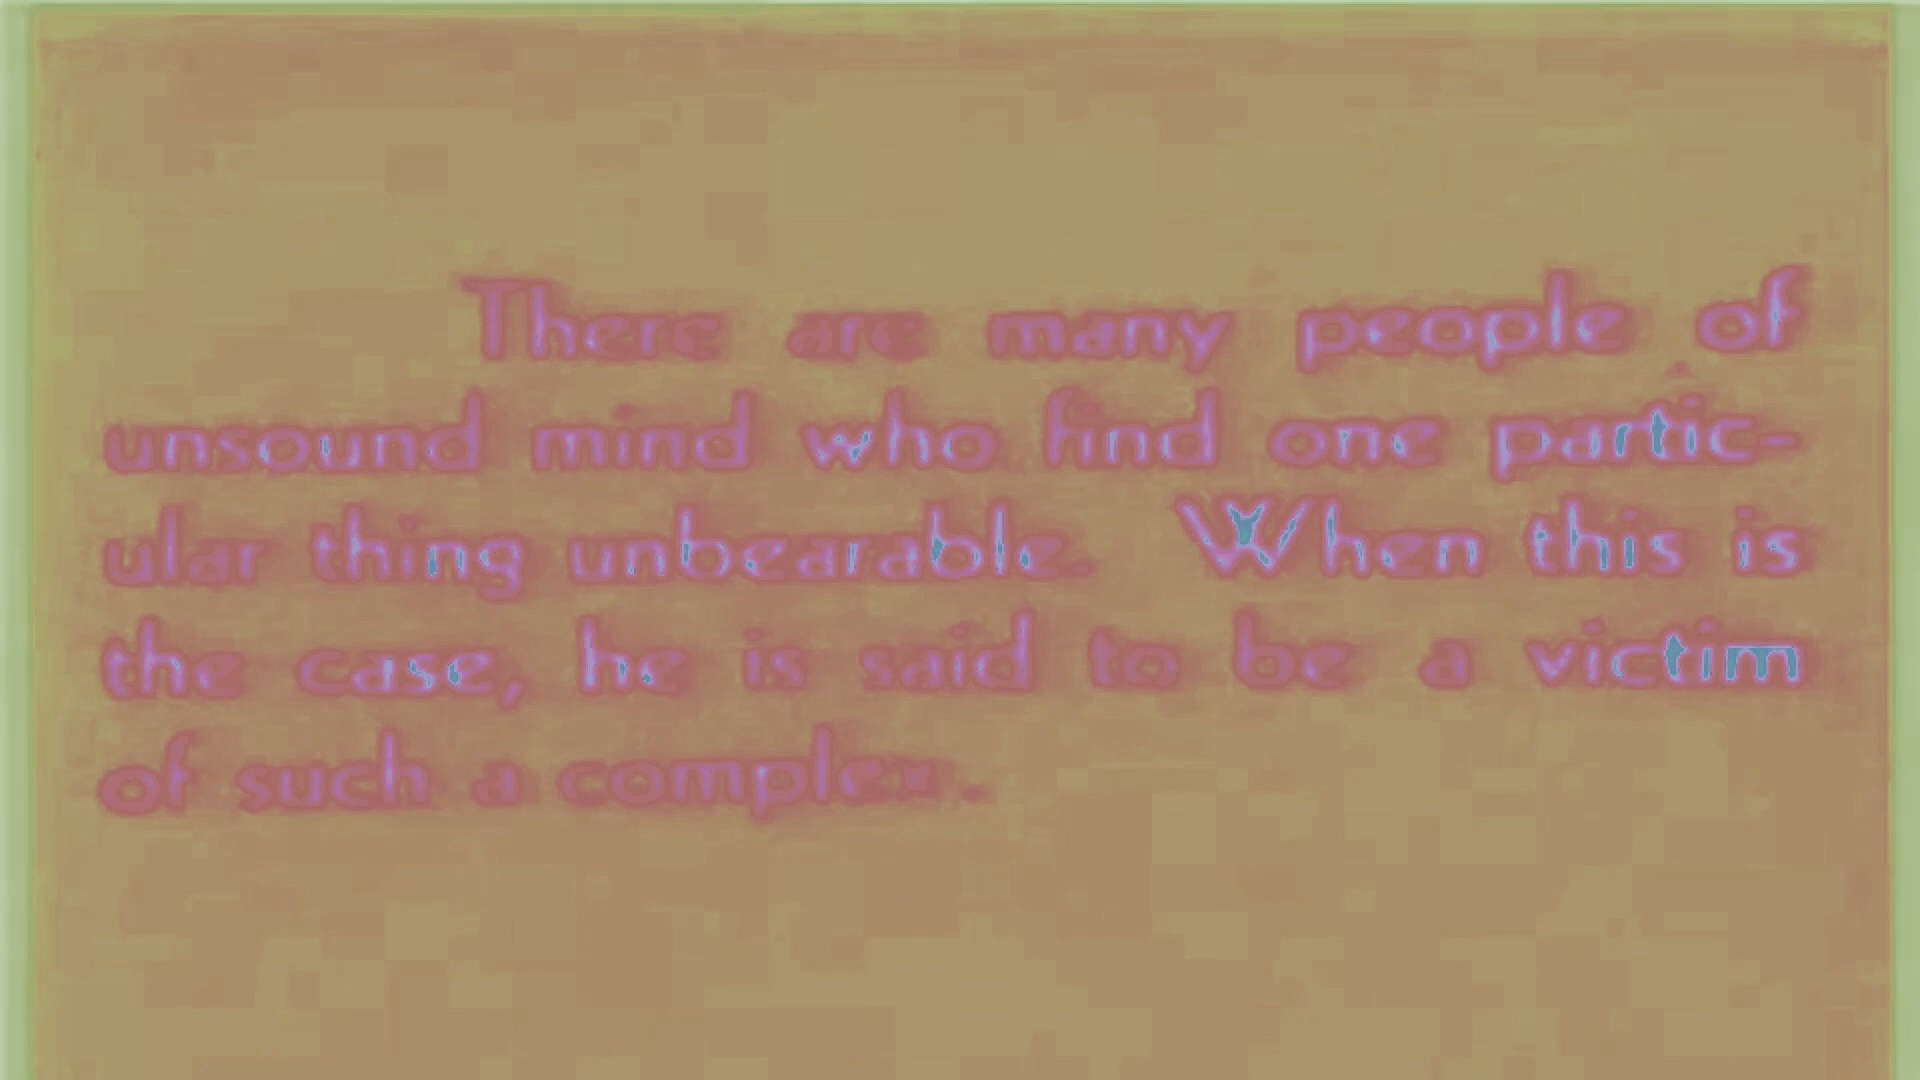 There are many people of
unsound mind who find one partic-
ular thing unbearable. When this is
the case, he is said to be a victim
of such a complex.